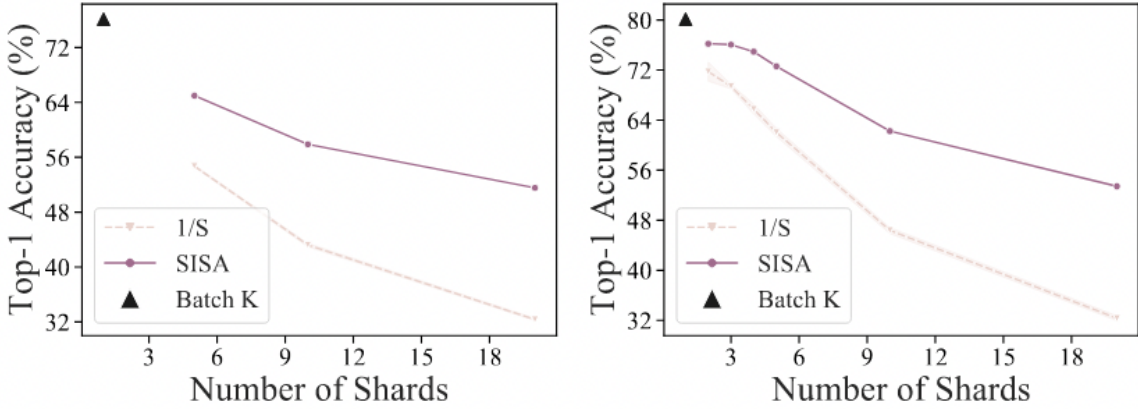 Top-1 Accuracy (%)
72
64
56
48
40
32
1/S
SISA
Batch K
3 6 9 12 15 18
Number of Shards
Top-1 Accuracy (%)
80
72
64
56
48
40
32
1/S
SISA
Batch K
3 6 9 12 15 18
Number of Shards